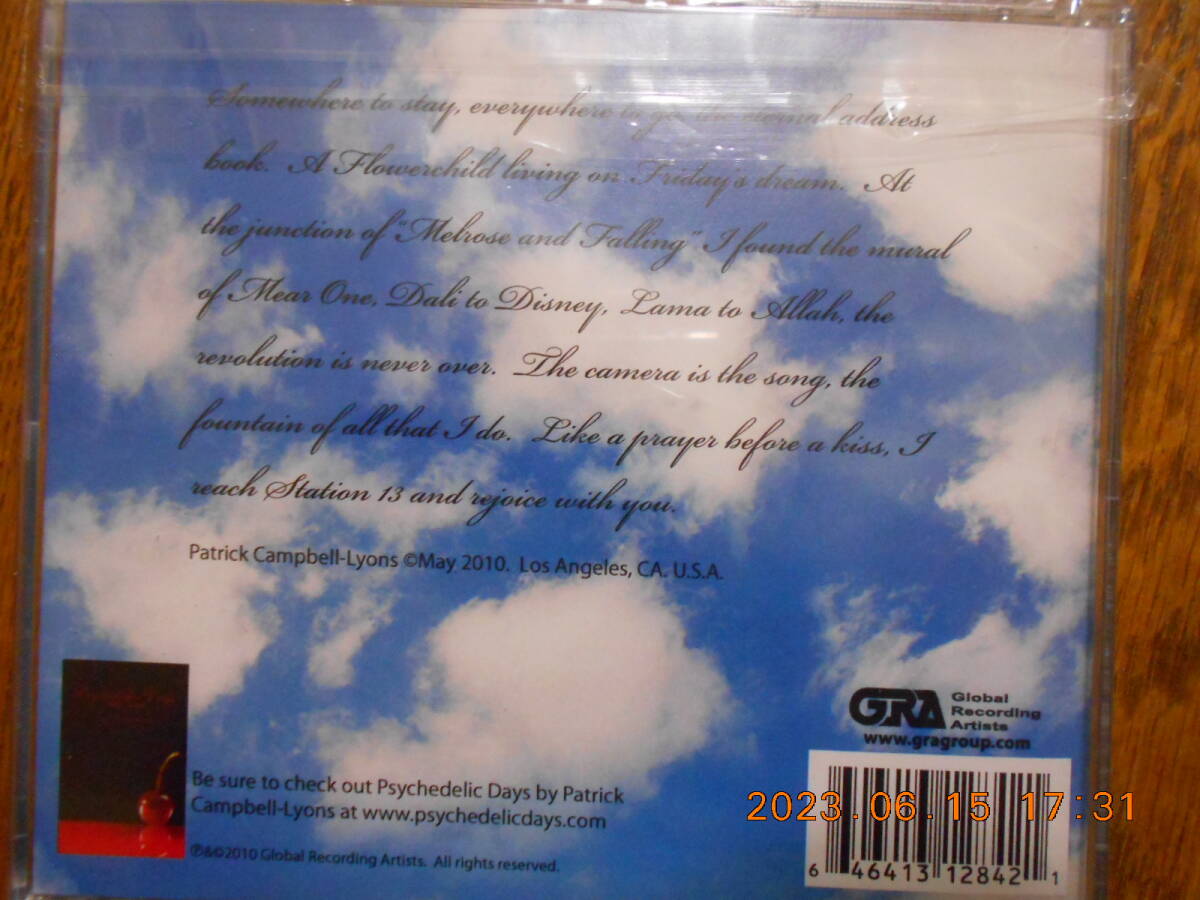 Somewhere to stay, everywhere to go, the eternal address
book. A Flowerchild living on Friday's dream. At
the junction of "Melrose and Falling" I found the mural
of Mear One, Dali to Disney, Lama to Allah, the
revolution is never over. The camera is the song, the
fountain of all that I do. Like a prayer before a kiss, I
reach Station 13 and rejoice with you.
Patrick Campbell-Lyons ©May 2010. Los Angeles, CA. U.S.A.
GRA Global
Recording
Artists
www.gragroup.com
Be sure to check out Psychedelic Days by Patrick
Campbell-Lyons at www.psychedelicdays.com
℗&©2010 Global Recording Artists. All rights reserved.
2023.06.15 17:31
6 46413 12842 1